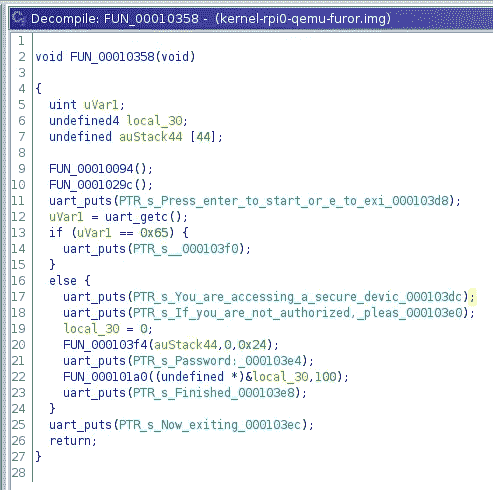 Decompile: FUN_00010358 - (kernel-rpi0-qemu-furor.img)
1
2 void FUN_00010358(void)
3
4 {
5 uint uVar1;
6 undefined4 local_30;
7 undefined auStack44 [44];
8
9 FUN_00010094();
10 FUN_0001029c();
11 uart_puts(PTR_s_Press_enter_to_start_or_e_to_exi_000103d8);
12 uVar1 = uart_getc();
13 if (uVar1 == 0x65) {
14 uart_puts(PTR_s__000103f0);
15 }
16 else {
17 uart_puts(PTR_s_You_are_accessing_a_secure_devic_000103dc);
18 uart_puts(PTR_s_If_you_are_not_authorized,_pleas_000103e0);
19 local_30 = 0;
20 FUN_000103f4(auStack44,0,0x24);
21 uart_puts(PTR_s_Password:_000103e4);
22 FUN_000101a0((undefined *)&local_30,100);
23 uart_puts(PTR_s_Finished_000103e8);
24 }
25 uart_puts(PTR_s_Now_exiting_000103ec);
26 return;
27 }
28